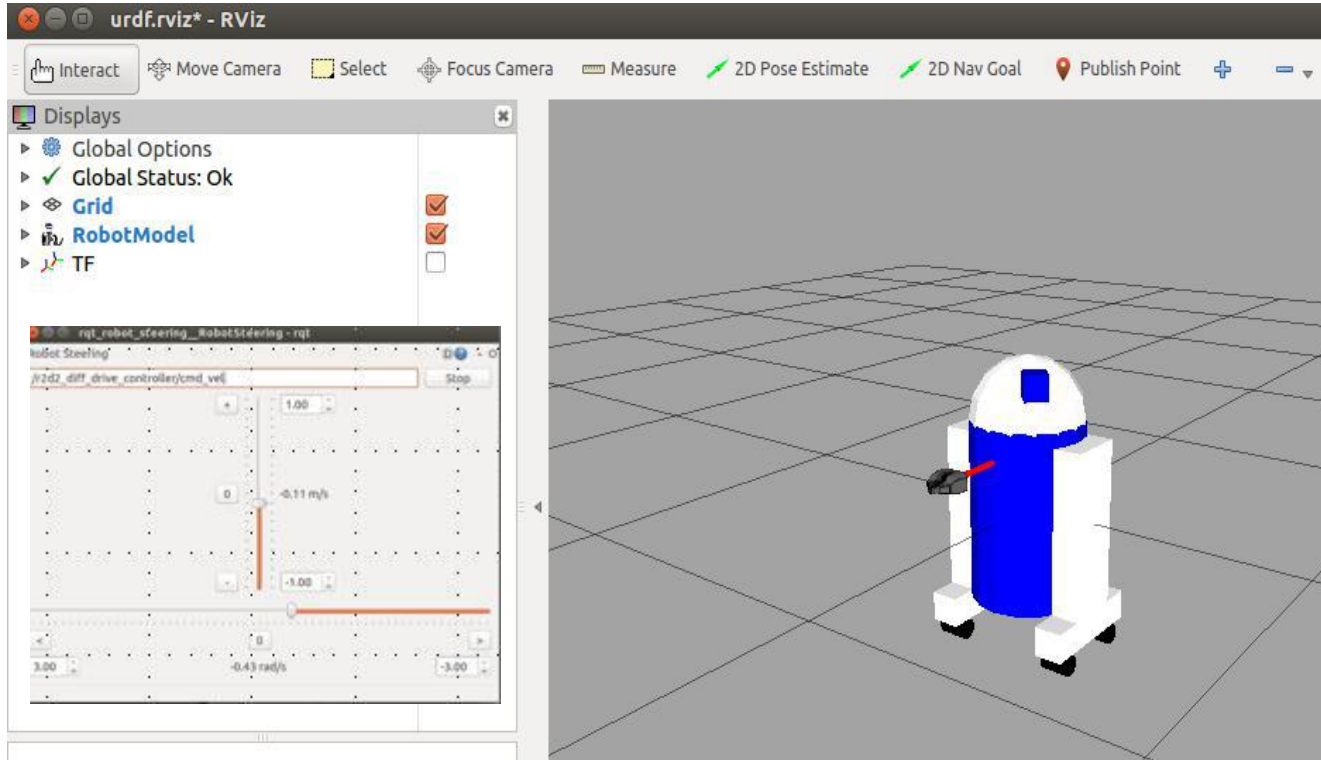 urdf.rviz* - RViz
Interact Move Camera Select Focus Camera Measure 2D Pose Estimate 2D Nav Goal Publish Point
Displays
Global Options
Global Status: Ok
Grid
RobotModel
TF
rqt_robot_steering__RobotSteering - rqt
Robot Steering
D
O
/r2d2_diff_drive_controller/cmd_vel
Stop
+
1.00
0
-0.11 m/s
-
-1.00
<
0
>
3.00
-0.43 rad/s
-3.00